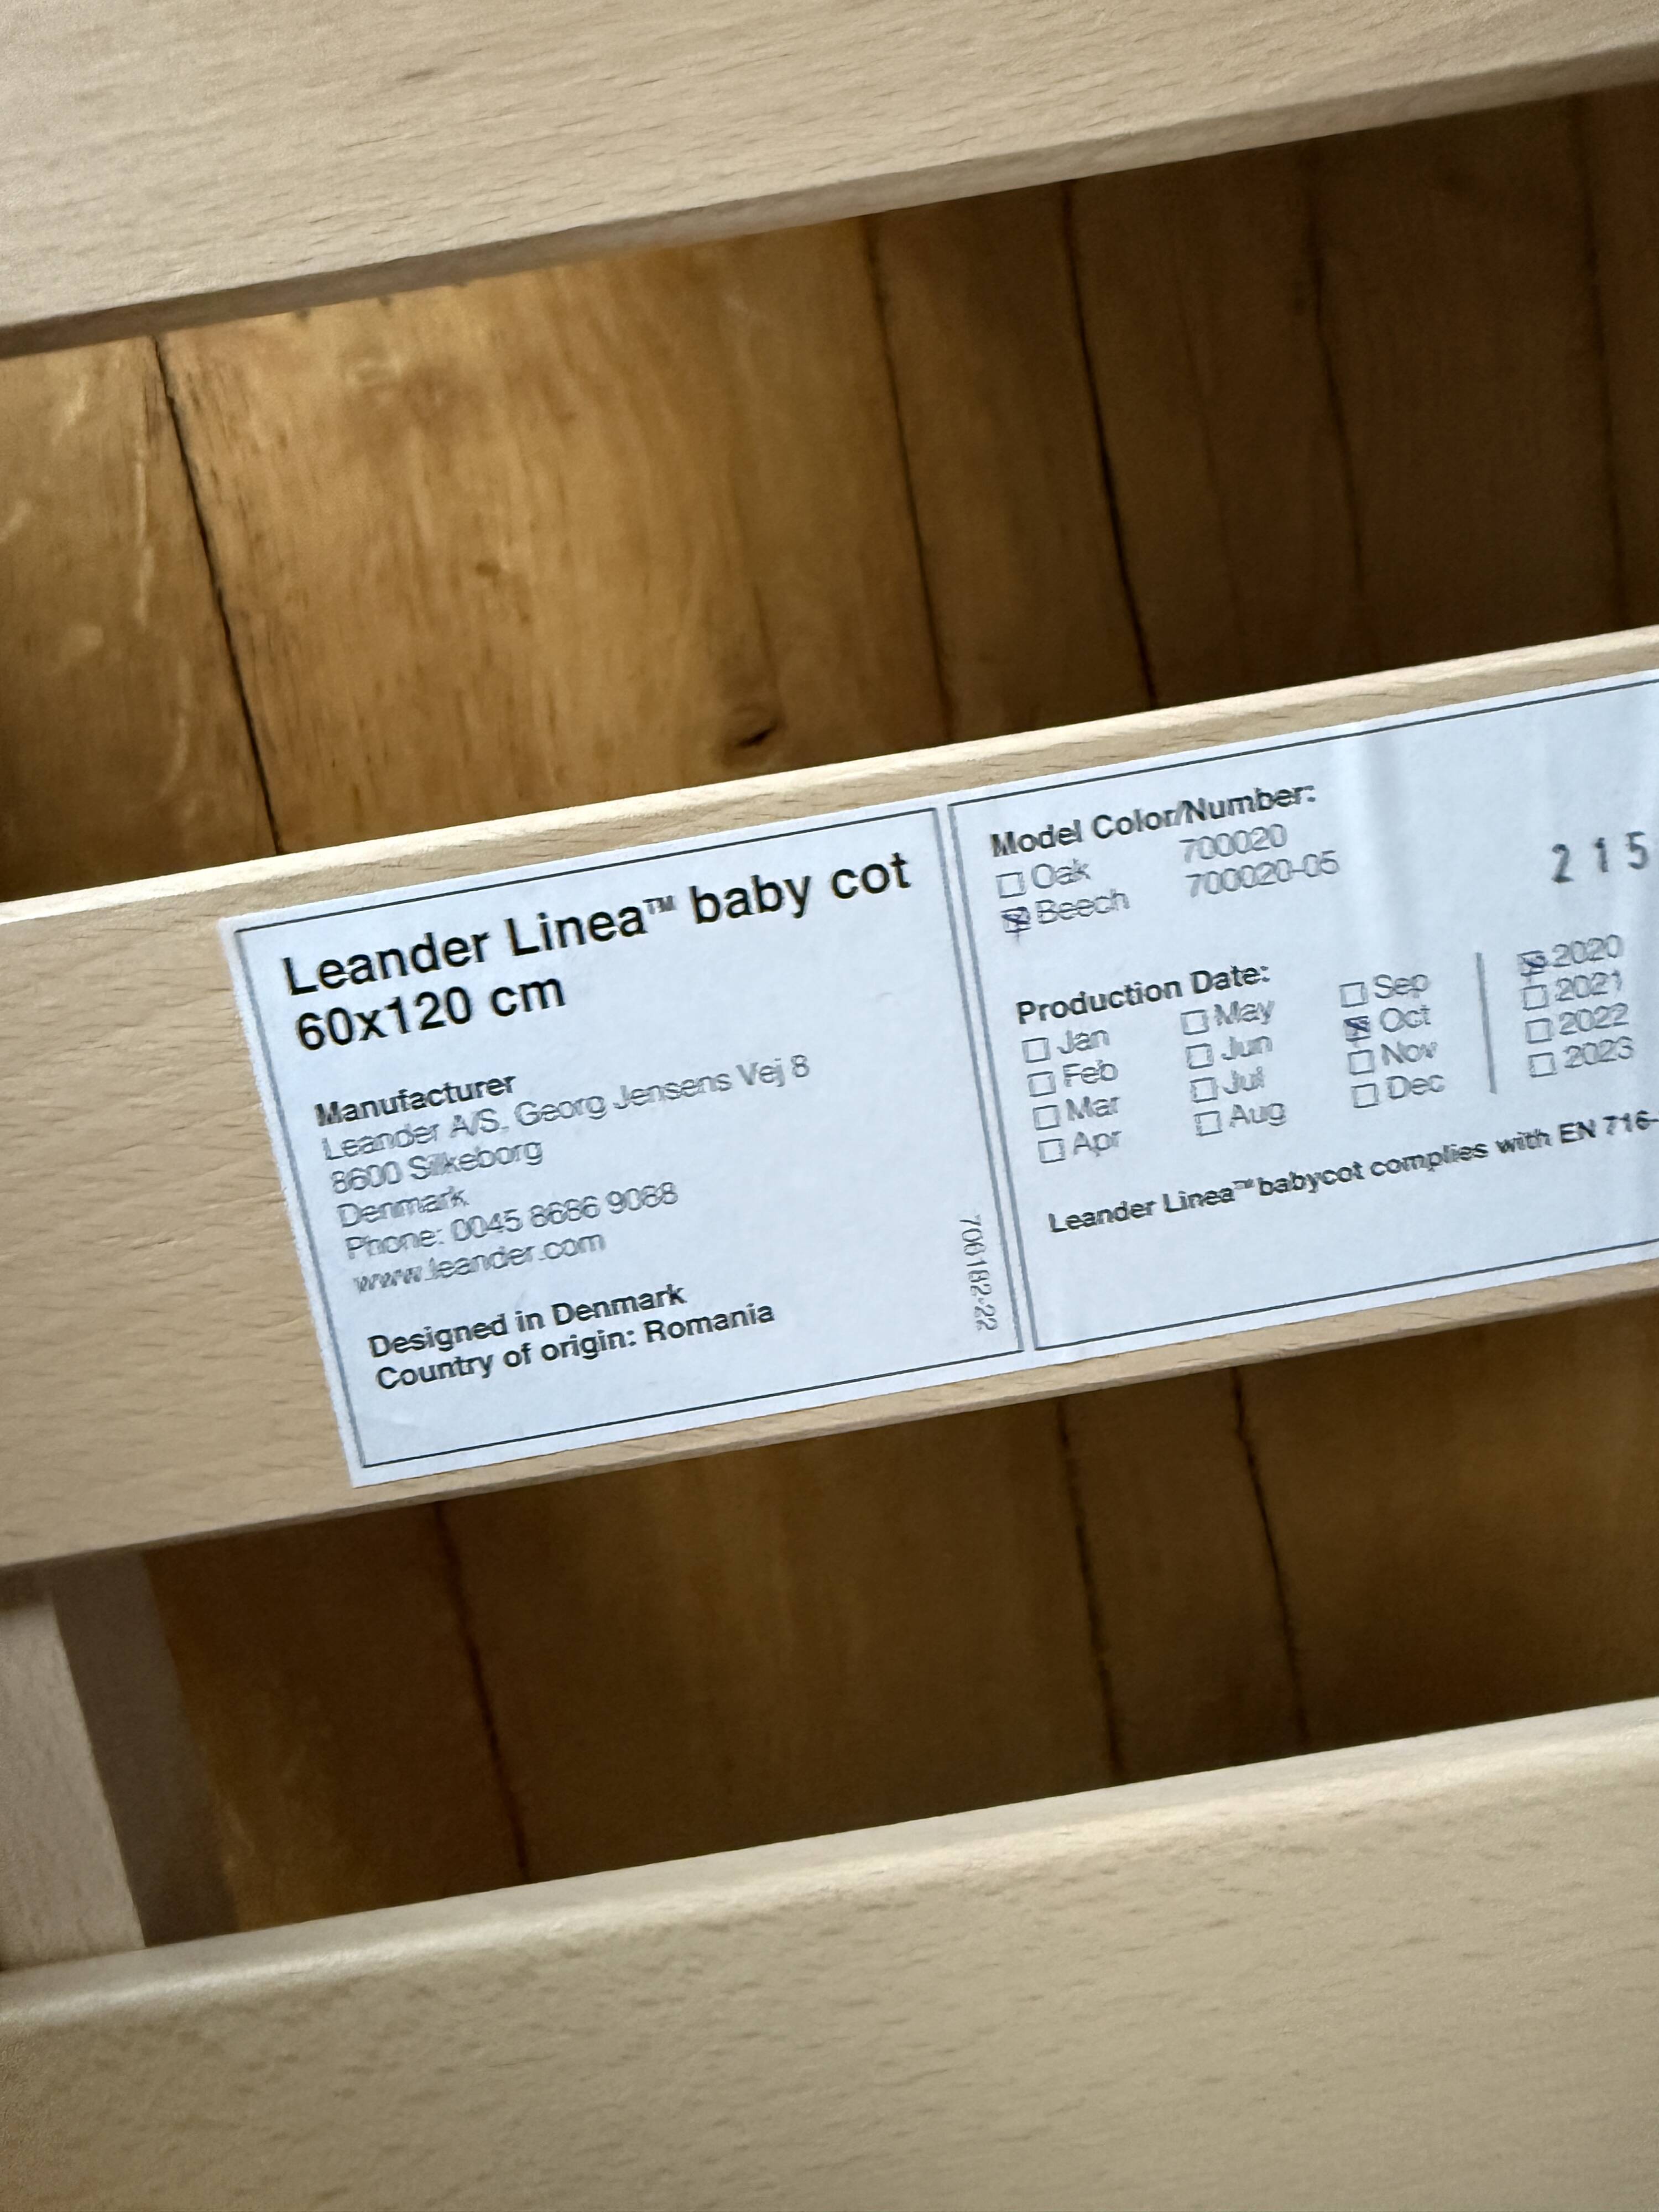 Leander Linea™ baby cot
60x120 cm
Manufacturer
Leander A/S, Georg Jensens Vej 8
8600 Silkeborg
Denmark
Phone: 0045 8686 9088
www.leander.com
Designed in Denmark
Country of origin: Romania
706182-22
Model Color/Number:
☐ Oak 700020
☒ Beech 700020-05
2 1 5
Production Date:
☐ Jan ☐ May ☐ Sep ☒ 2020
☐ Feb ☐ Jun ☒ Oct ☐ 2021
☐ Mar ☐ Jul ☐ Nov ☐ 2022
☐ Apr ☐ Aug ☐ Dec ☐ 2023
Leander Linea™ babycot complies with EN 716-